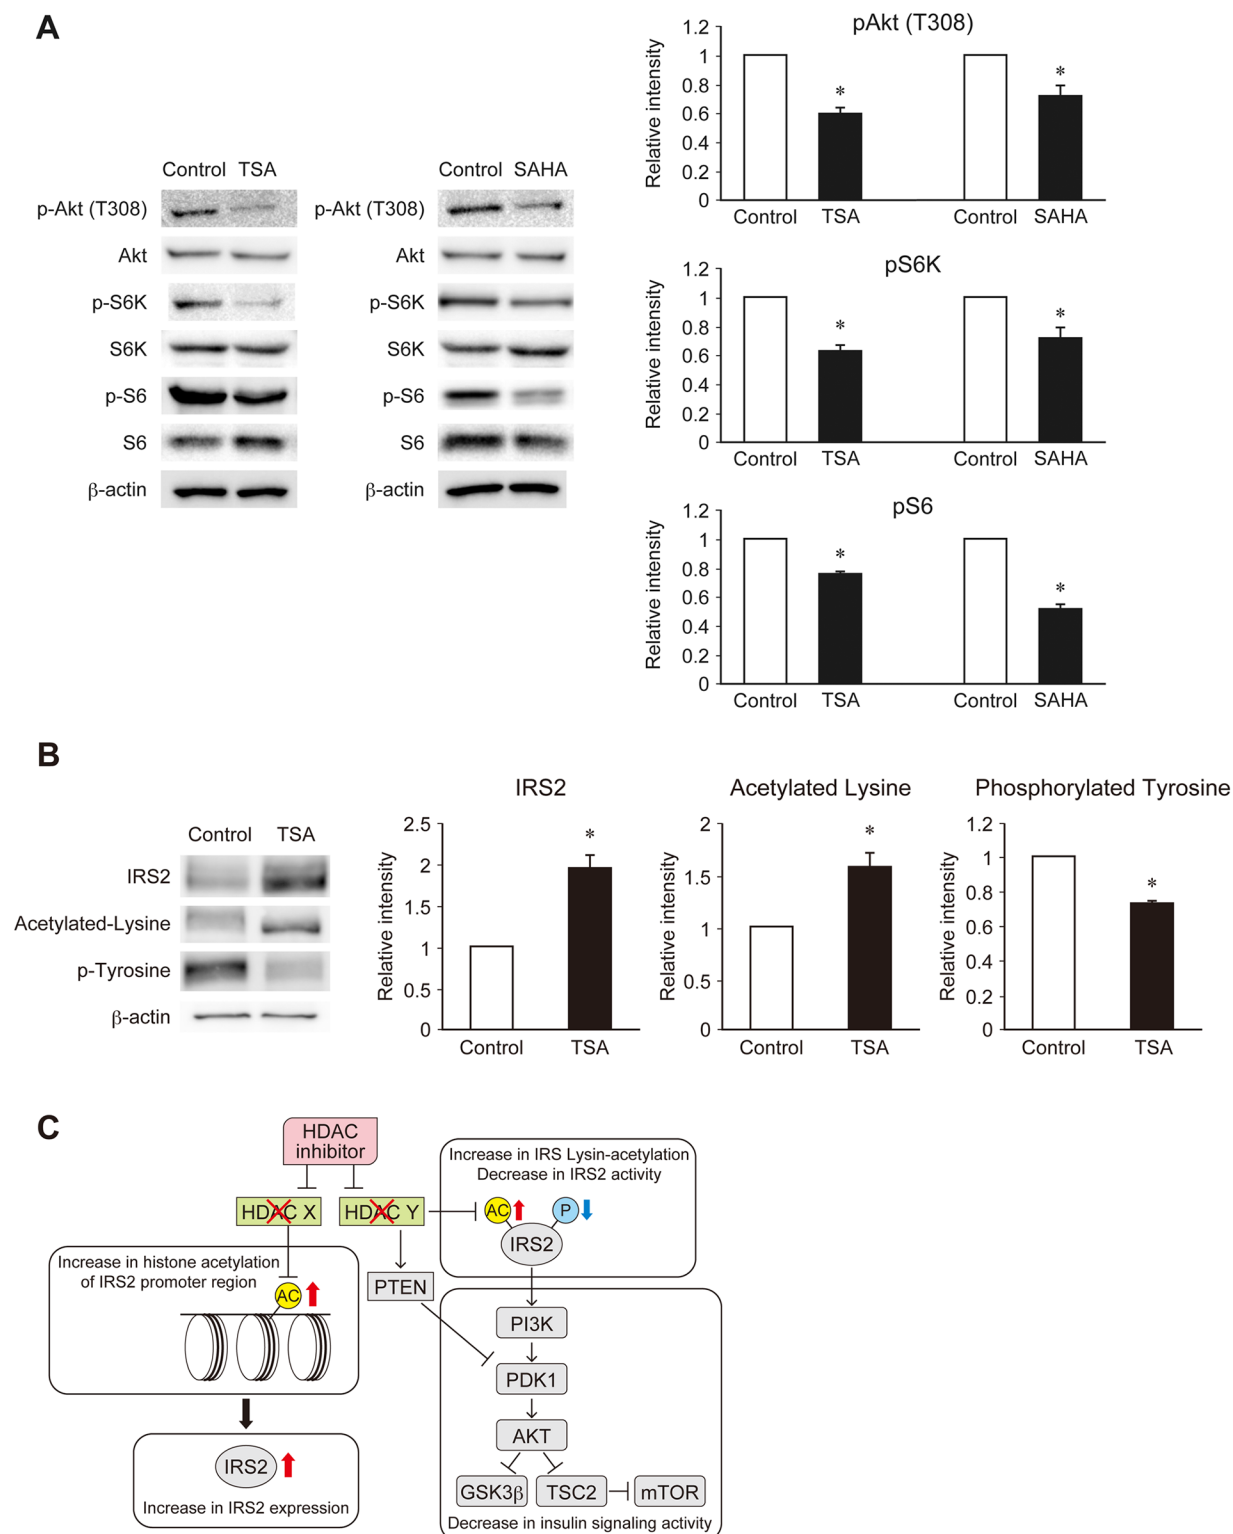 A
Control TSA
p-Akt (T308)
Akt
p-S6K
S6K
p-S6
S6
β-actin
Control SAHA
p-Akt (T308)
Akt
p-S6K
S6K
p-S6
S6
β-actin
pAkt (T308)
Relative intensity
1.2
1
0.8
0.6
0.4
0.2
0
* *
Control TSA Control SAHA
pS6K
Relative intensity
1.2
1
0.8
0.6
0.4
0.2
0
* *
Control TSA Control SAHA
pS6
Relative intensity
1.2
1
0.8
0.6
0.4
0.2
0
* *
Control TSA Control SAHA
B
Control TSA
IRS2
Acetylated-Lysine
p-Tyrosine
β-actin
IRS2
Relative intensity
2.5
2
1.5
1
0.5
0
*
Control TSA
Acetylated Lysine
Relative intensity
2
1.5
1
0.5
0
*
Control TSA
Phosphorylated Tyrosine
Relative intensity
1.2
1
0.8
0.6
0.4
0.2
0
*
Control TSA
C
HDAC
inhibitor
HDAC X
HDAC Y
Increase in histone acetylation
of IRS2 promoter region
AC
IRS2
Increase in IRS2 expression
PTEN
Increase in IRS Lysin-acetylation
Decrease in IRS2 activity
AC P
IRS2
PI3K
PDK1
AKT
GSK3β TSC2 mTOR
Decrease in insulin signaling activity